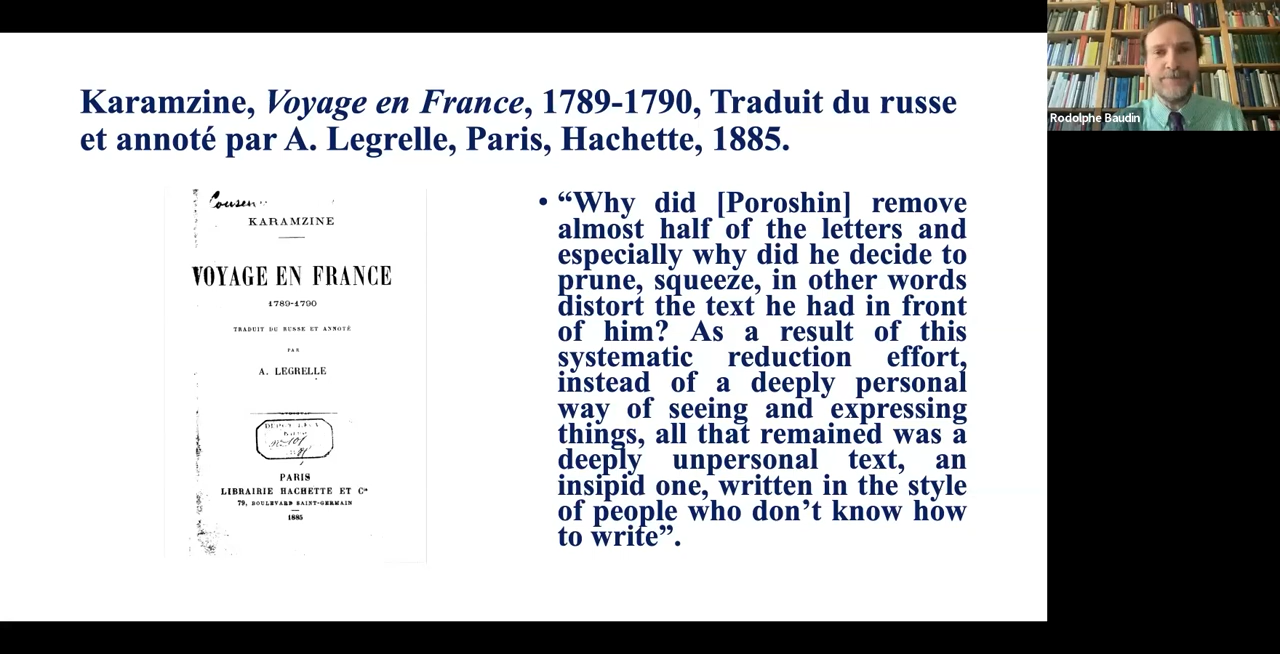 Karamzine, Voyage en France, 1789-1790, Traduit du russe
et annoté par A. Legrelle, Paris, Hachette, 1885.
KARAMZINE
VOYAGE EN FRANCE
1789-1790
TRADUIT DU RUSSE ET ANNOTÉ
PAR
A. LEGRELLE
PARIS
LIBRAIRIE HACHETTE ET Cie
79, BOULEVARD SAINT-GERMAIN
1885
• “Why did [Poroshin] remove
almost half of the letters and
especially why did he decide to
prune, squeeze, in other words
distort the text he had in front
of him? As a result of this
systematic reduction effort,
instead of a deeply personal
way of seeing and expressing
things, all that remained was a
deeply unpersonal text, an
insipid one, written in the style
of people who don’t know how
to write”.
Rodolphe Baudin